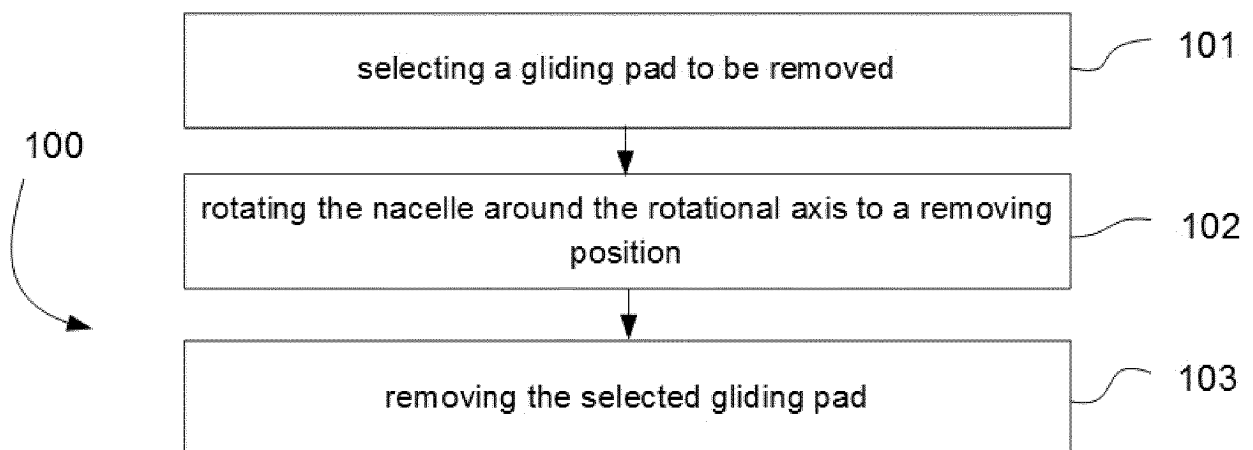 selecting a gliding pad to be removed
101
100
rotating the nacelle around the rotational axis to a removing
position
102
removing the selected gliding pad
103